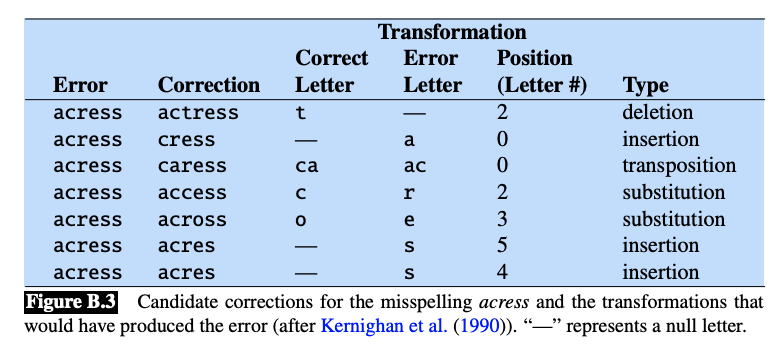 Transformation
Correct Error Position
Error Correction Letter Letter (Letter #) Type
acress actress t — 2 deletion
acress cress — a 0 insertion
acress caress ca ac 0 transposition
acress access c r 2 substitution
acress across o e 3 substitution
acress acres — s 5 insertion
acress acres — s 4 insertion
Figure B.3 Candidate corrections for the misspelling acress and the transformations that
would have produced the error (after Kernighan et al. (1990)). “—” represents a null letter.